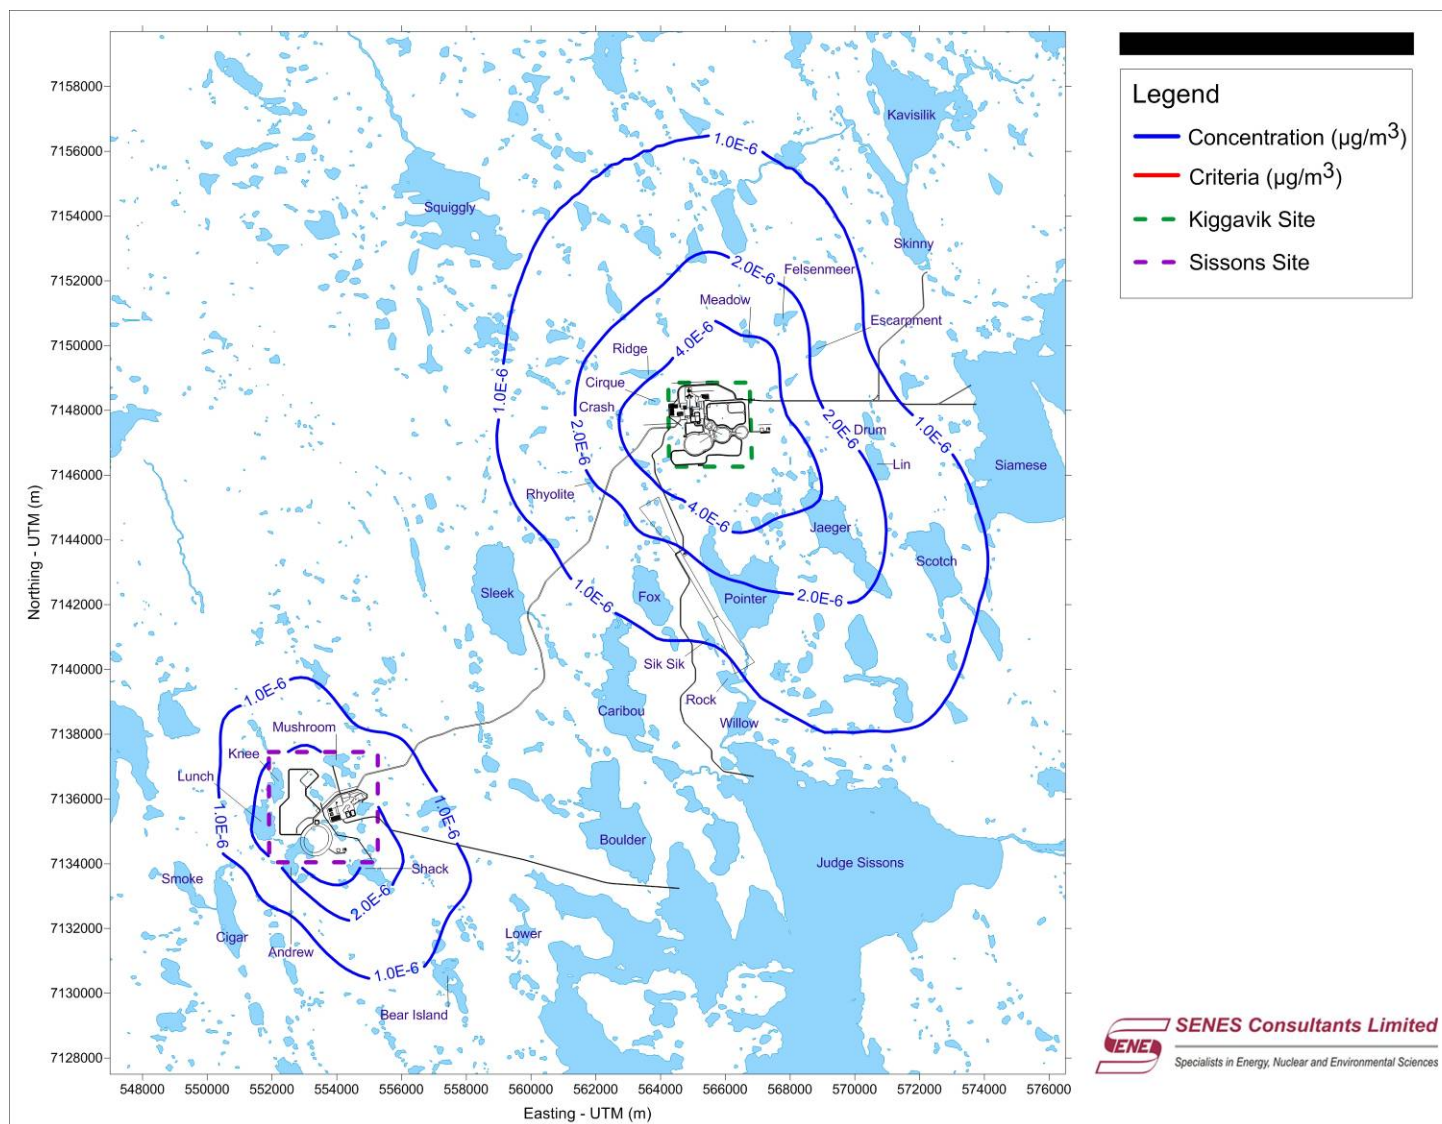 Legend
Concentration (µg/m³)
Criteria (µg/m³)
Kiggavik Site
Sissons Site
7158000
7156000
7154000
7152000
7150000
7148000
7146000
7144000
7142000
7140000
7138000
7136000
7134000
7132000
7130000
7128000
Northing - UTM (m)
548000 550000 552000 554000 556000 558000 560000 562000 564000 566000 568000 570000 572000 574000 576000
Easting - UTM (m)
Kavisilik
1.0E-6
Squiggly
Skinny
2.0E-6
Felsenmeer
Meadow
Escarpment
4.0E-6
Ridge
Cirque
1.0E-6
Crash
2.0E-6
2.0E-6
Drum
1.0E-6
Lin
Siamese
Rhyolite
4.0E-6
Jaeger
Scotch
Sleek
1.0E-6
Fox
Pointer
2.0E-6
Sik Sik
1.0E-6
Rock
Caribou
Willow
Mushroom
Knee
Lunch
1.0E-6
1.0E-6
Boulder
Judge Sissons
Shack
Smoke
2.0E-6
Cigar
Lower
Andrew
1.0E-6
Bear Island
SENES Consultants Limited
SENES
Specialists in Energy, Nuclear and Environmental Sciences